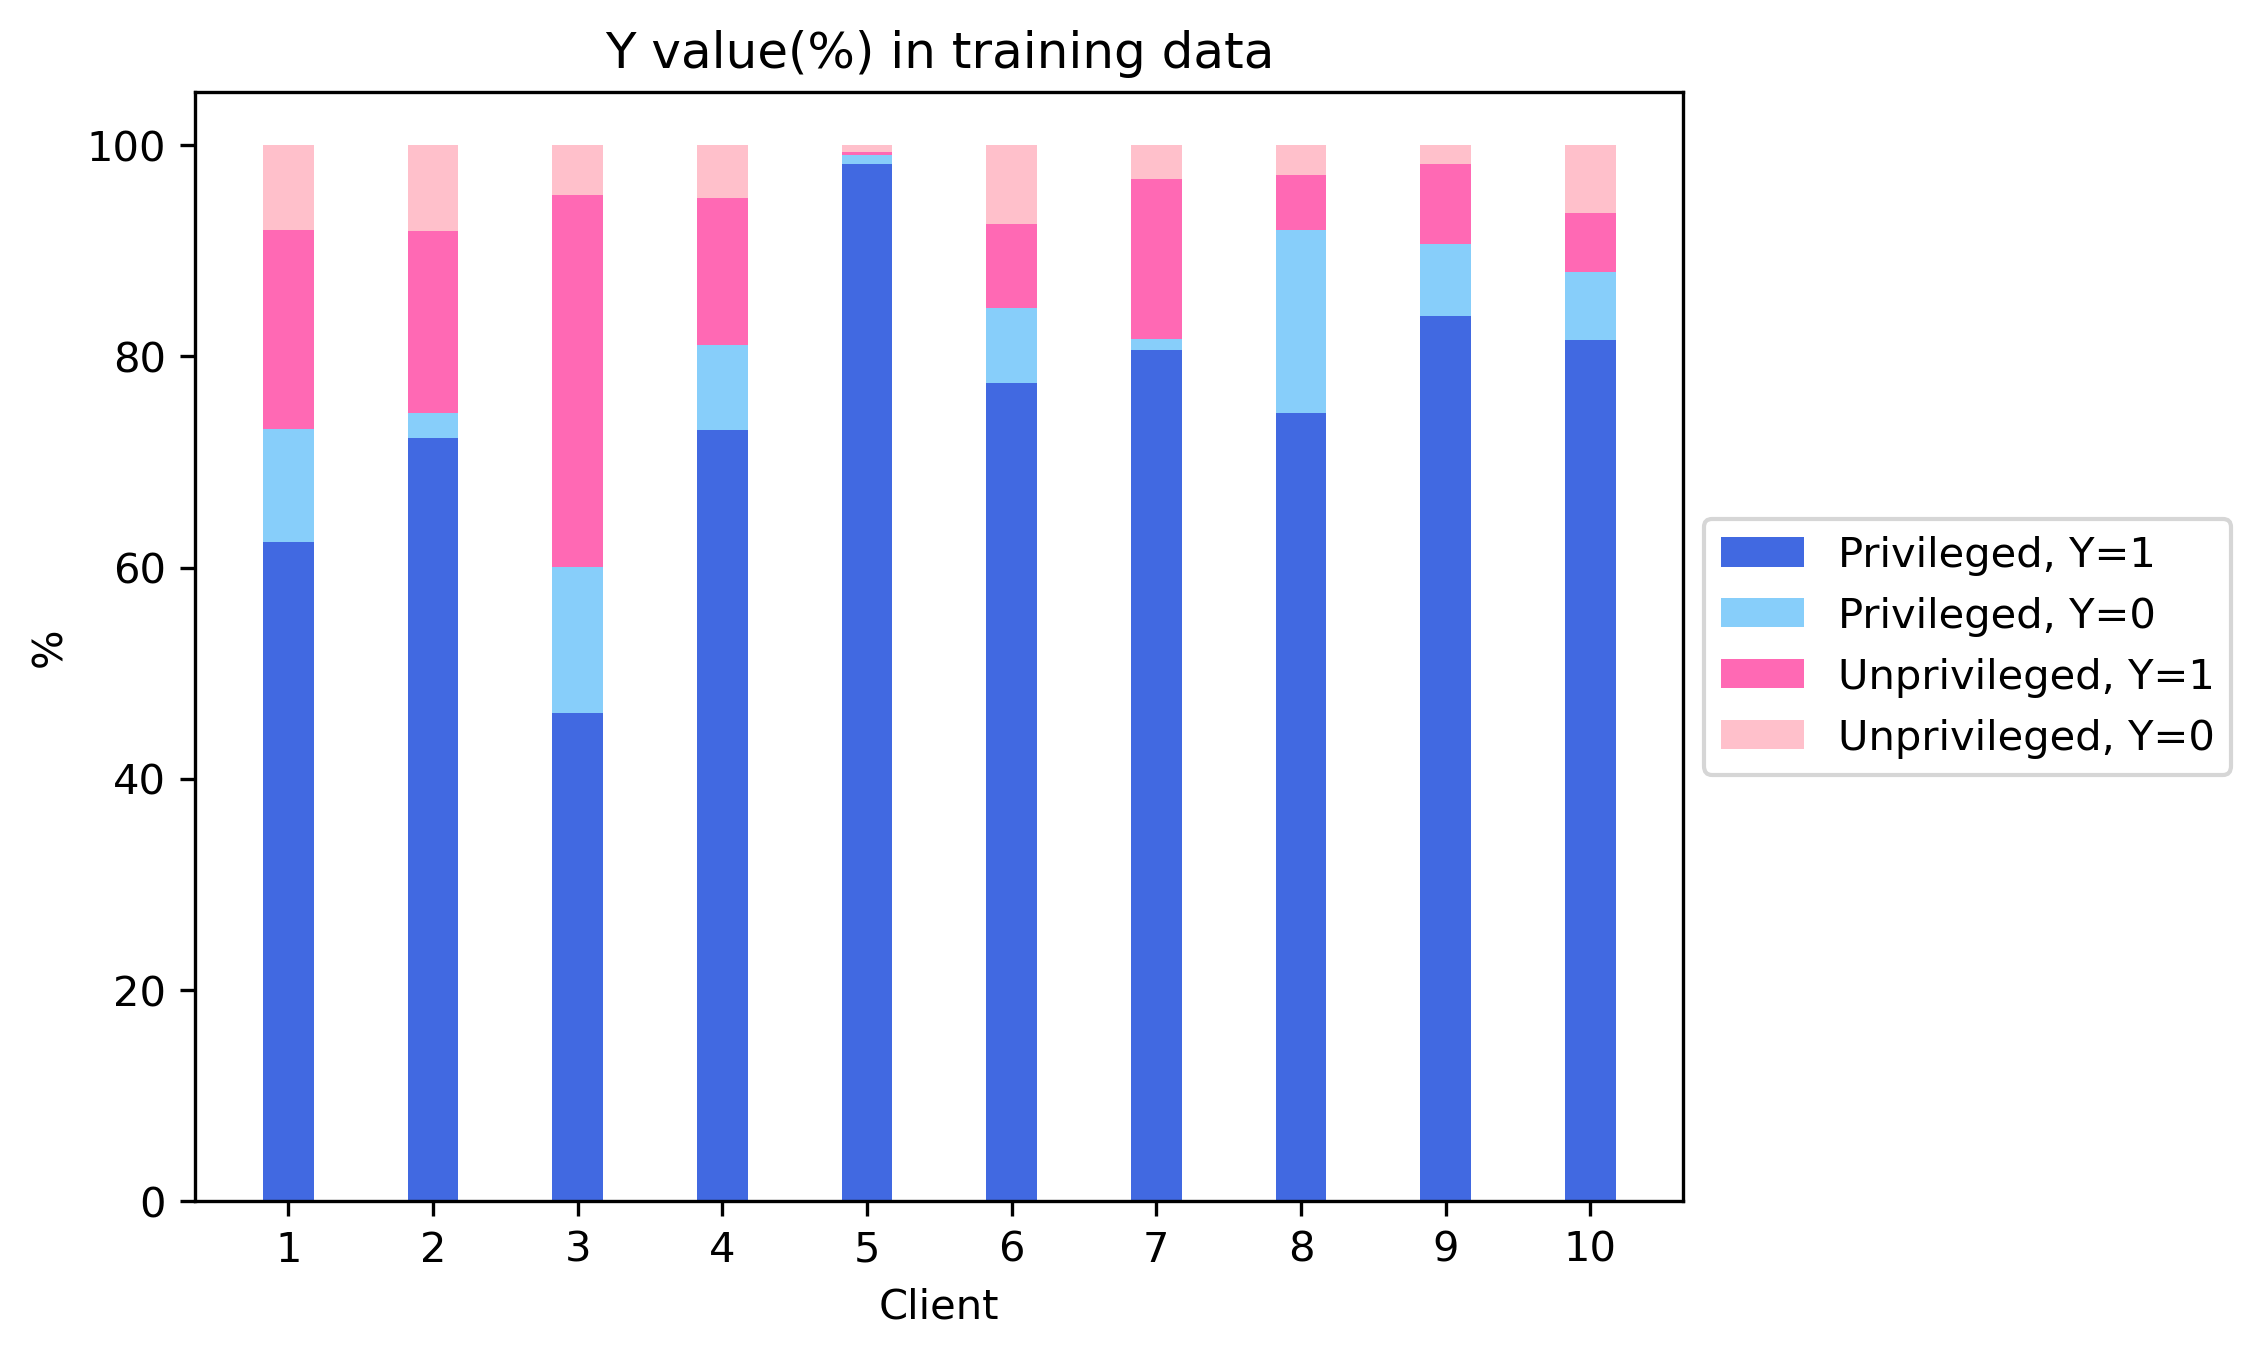 Y value(%) in training data
100
80
60
40
20
0
%
1 2 3 4 5 6 7 8 9 10
Client
Privileged, Y=1
Privileged, Y=0
Unprivileged, Y=1
Unprivileged, Y=0